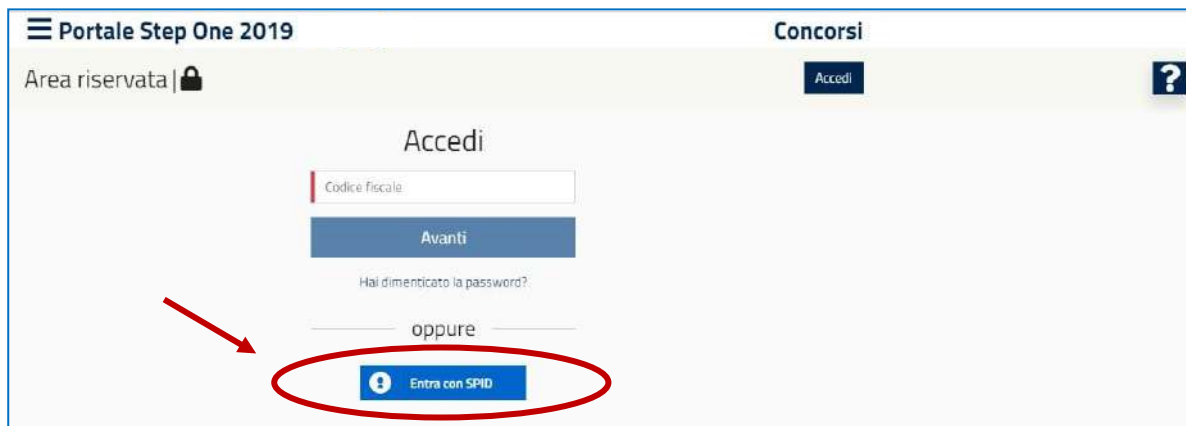 Portale Step One 2019 Concorsi
Area riservata | Accedi ?
Accedi
Codice fiscale
Avanti
Hai dimenticato la password?
oppure
Entra con SPID